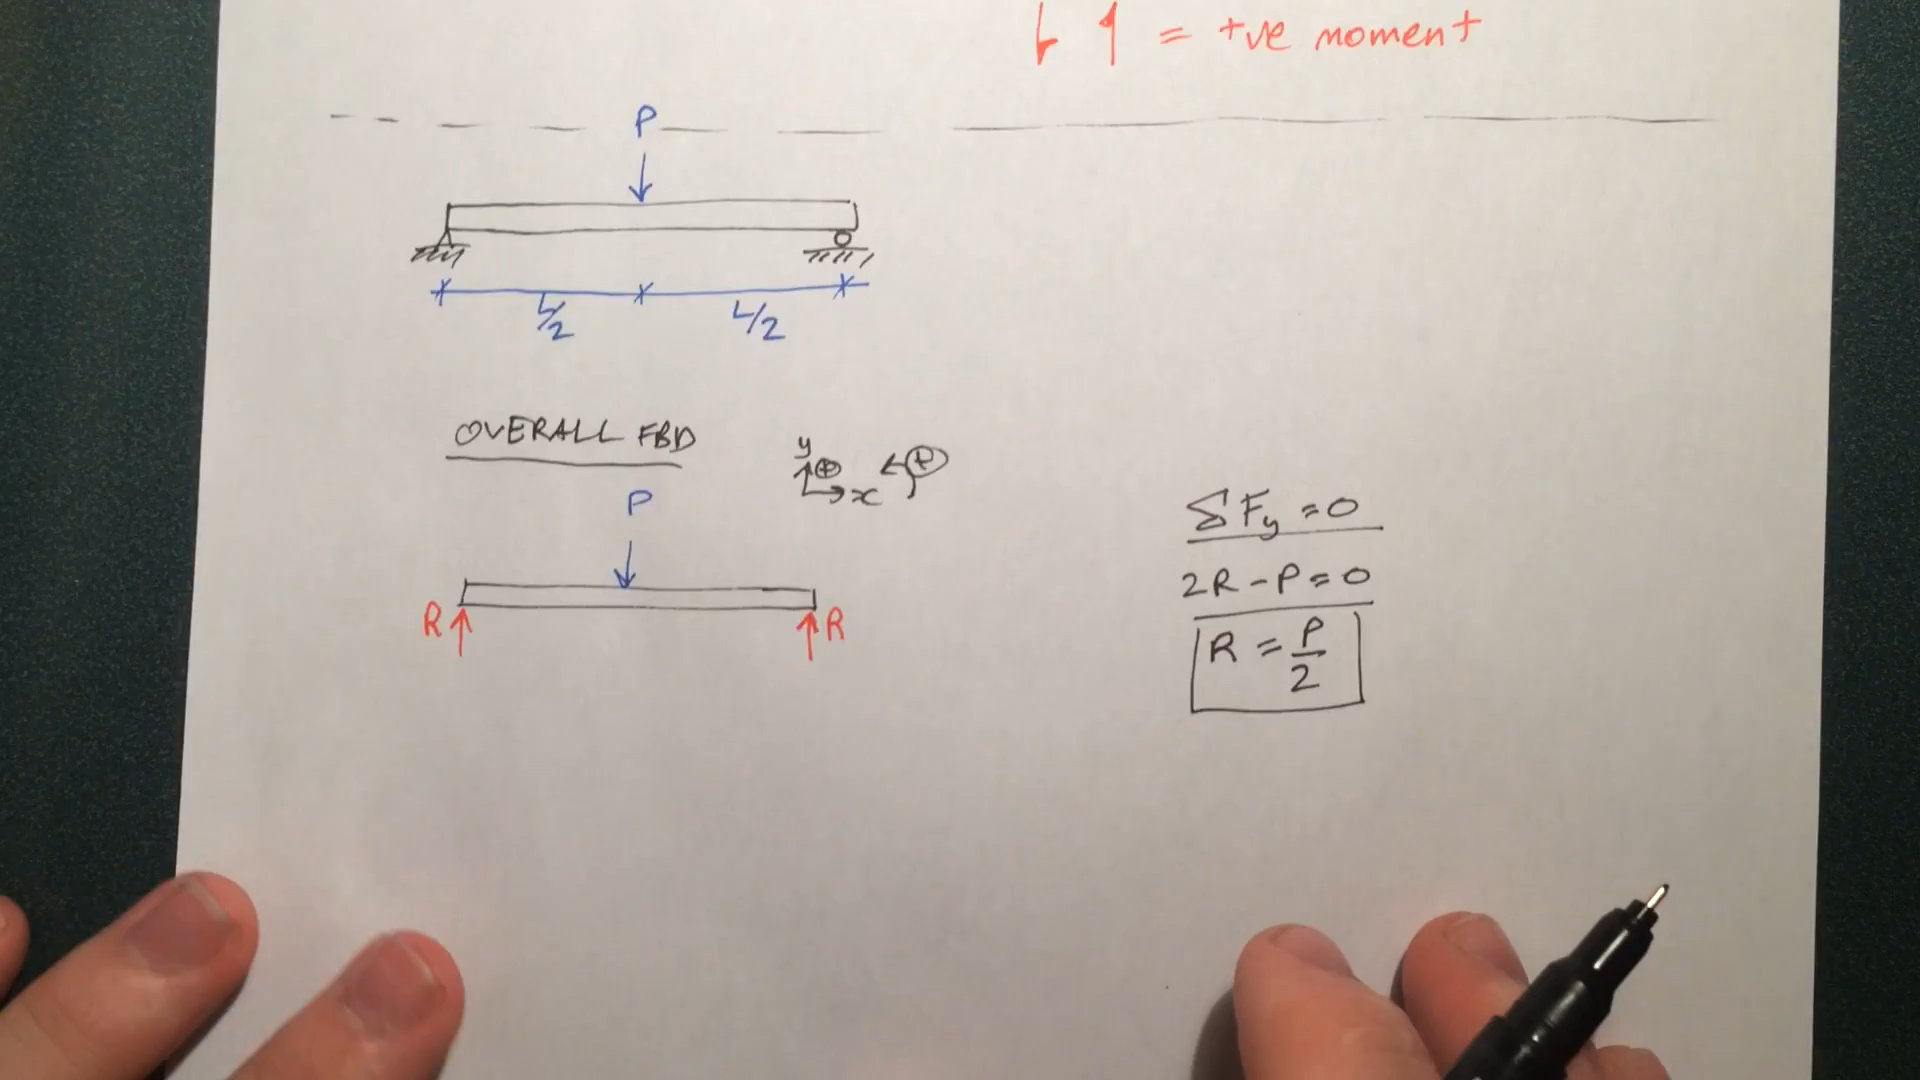 = +ve moment
P
L/2 L/2
OVERALL FBD
y
⊕ x ⊕
P
R R
ΣFy = 0
2R - P = 0
R = P/2